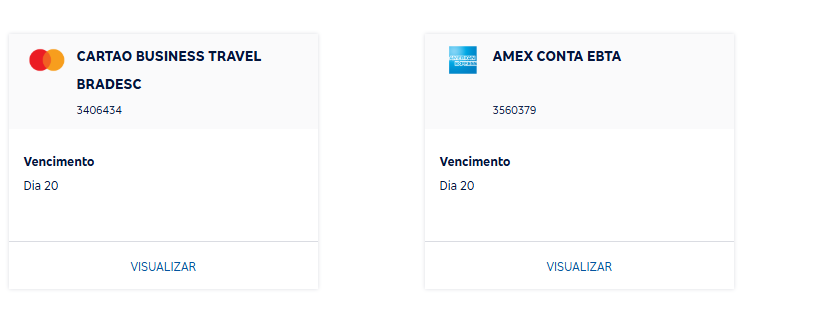 CARTAO BUSINESS TRAVEL
BRADESC
3406434
Vencimento
Dia 20
VISUALIZAR
AMEX CONTA EBTA
3560379
Vencimento
Dia 20
VISUALIZAR